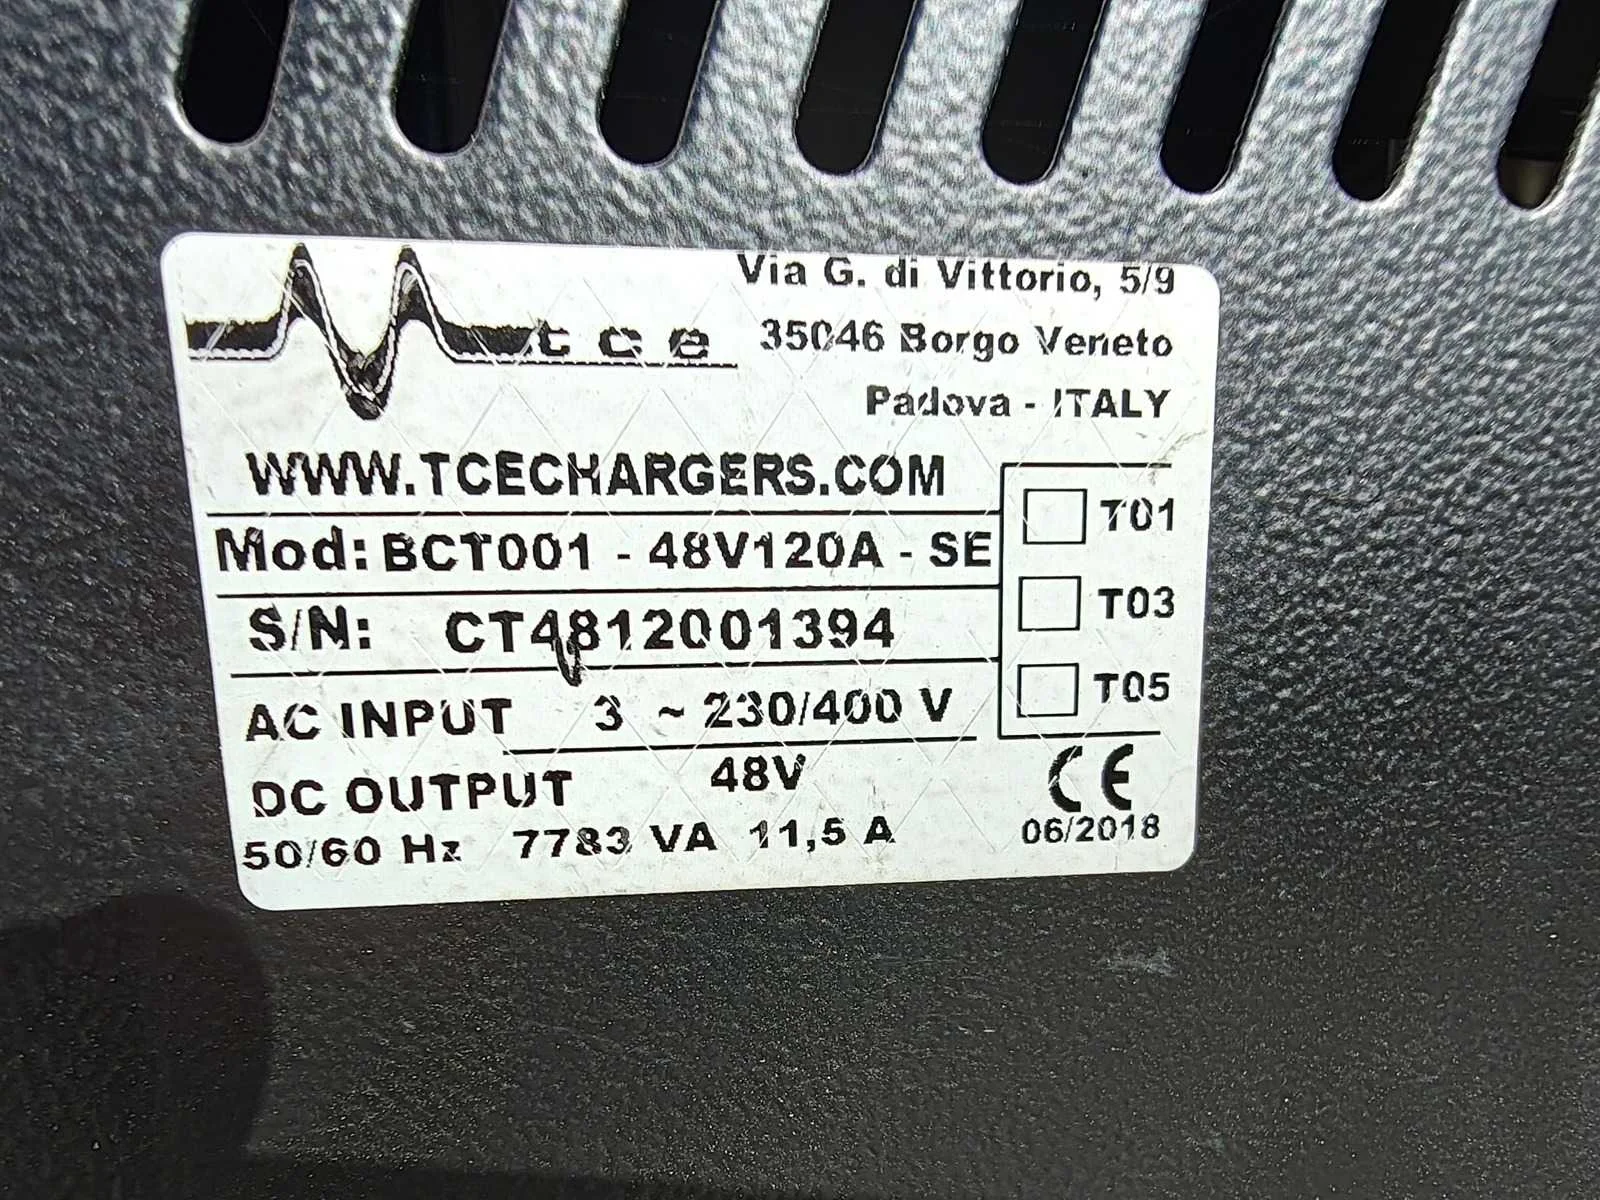 tce
Via G. di Vittorio, 5/9
35046 Borgo Veneto
Padova - ITALY
WWW.TCECHARGERS.COM
Mod: BCT001 - 48V120A - SE
S/N: CT4812001394
AC INPUT 3 ~ 230/400 V
DC OUTPUT 48V
50/60 Hz 7783 VA 11,5 A
T01
T03
T05
CE
06/2018